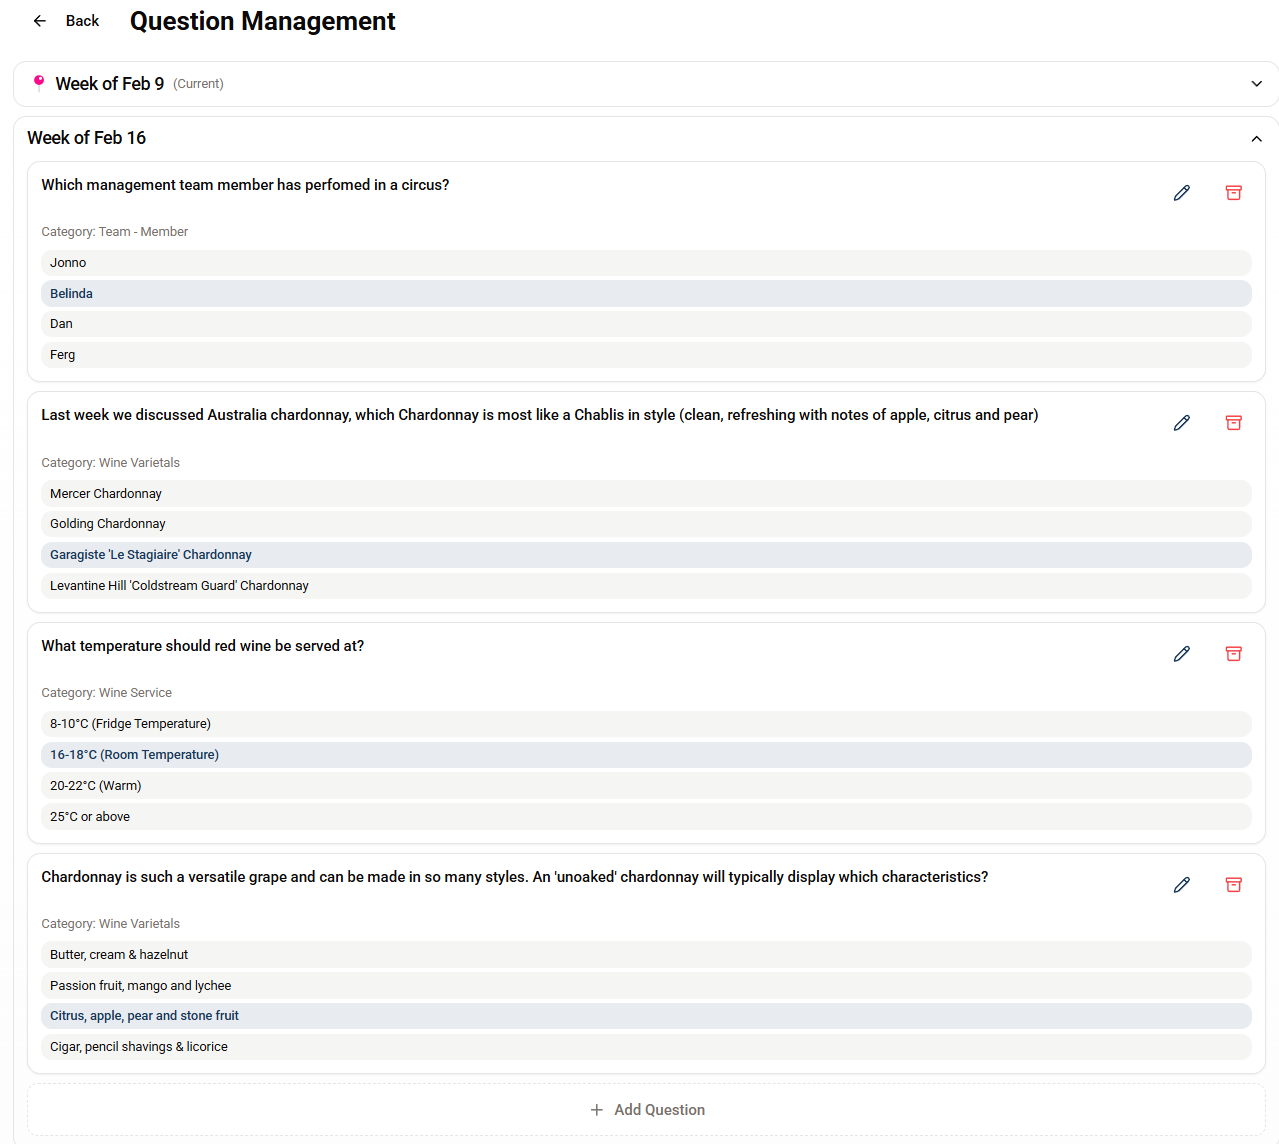 Back
Question Management
Week of Feb 9 (Current)
Week of Feb 16
Which management team member has perfomed in a circus?
Category: Team - Member
Jonno
Belinda
Dan
Ferg
Last week we discussed Australia chardonnay, which Chardonnay is most like a Chablis in style (clean, refreshing with notes of apple, citrus and pear)
Category: Wine Varietals
Mercer Chardonnay
Golding Chardonnay
Garagiste 'Le Stagiaire' Chardonnay
Levantine Hill 'Coldstream Guard' Chardonnay
What temperature should red wine be served at?
Category: Wine Service
8-10°C (Fridge Temperature)
16-18°C (Room Temperature)
20-22°C (Warm)
25°C or above
Chardonnay is such a versatile grape and can be made in so many styles. An 'unoaked' chardonnay will typically display which characteristics?
Category: Wine Varietals
Butter, cream & hazelnut
Passion fruit, mango and lychee
Citrus, apple, pear and stone fruit
Cigar, pencil shavings & licorice
Add Question